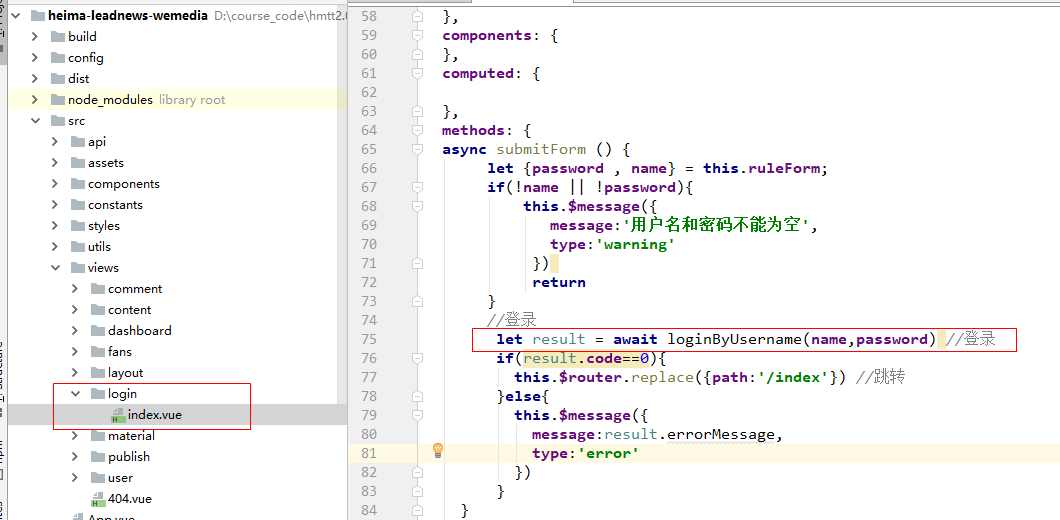 heima-leadnews-wemedia D:\course_code\hmtt2.
build
config
dist
node_modules library root
src
api
assets
components
constants
styles
utils
views
comment
content
dashboard
fans
layout
login
index.vue
material
publish
user
404.vue
App.vue
58 },
59 components: {
60 },
61 computed: {
62
63 },
64 methods: {
65 async submitForm () {
66 let {password , name} = this.ruleForm;
67 if(!name || !password){
68 this.$message({
69 message:'用户名和密码不能为空',
70 type:'warning'
71 })
72 return
73 }
74 //登录
75 let result = await loginByUsername(name,password) //登录
76 if(result.code==0){
77 this.$router.replace({path:'/index'}) //跳转
78 }else{
79 this.$message({
80 message:result.errorMessage,
81 type:'error'
82 })
83 }
84 }